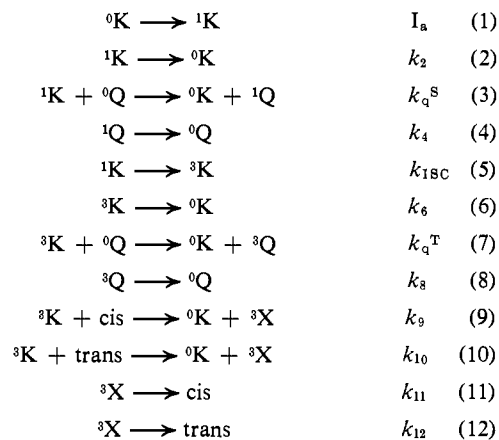 ⁰K ⟶ ¹K Iₐ (1)
¹K ⟶ ⁰K k₂ (2)
¹K + ⁰Q ⟶ ⁰K + ¹Q k_q^S (3)
¹Q ⟶ ⁰Q k₄ (4)
¹K ⟶ ³K k_ISC (5)
³K ⟶ ⁰K k₆ (6)
³K + ⁰Q ⟶ ⁰K + ³Q k_q^T (7)
³Q ⟶ ⁰Q k₈ (8)
³K + cis ⟶ ⁰K + ³X k₉ (9)
³K + trans ⟶ ⁰K + ³X k₁₀ (10)
³X ⟶ cis k₁₁ (11)
³X ⟶ trans k₁₂ (12)